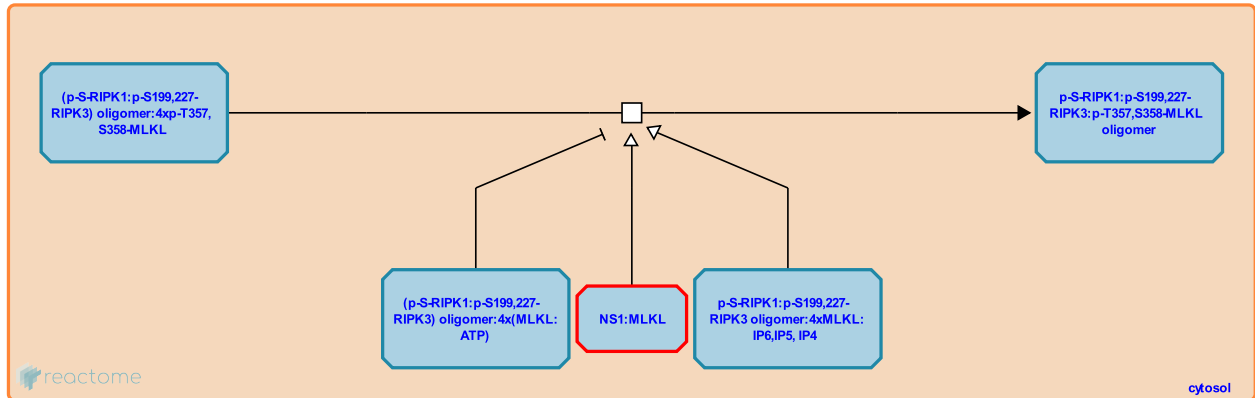 (p-S-RIPK1:p-S199,227-
RIPK3) oligomer:4xp-T357,
S358-MLKL
p-S-RIPK1:p-S199,227-
RIPK3:p-T357,S358-MLKL
oligomer
(p-S-RIPK1:p-S199,227-
RIPK3) oligomer:4x(MLKL:
ATP)
NS1:MLKL
p-S-RIPK1:p-S199,227-
RIPK3 oligomer:4xMLKL:
IP6,IP5, IP4
reactome
cytosol